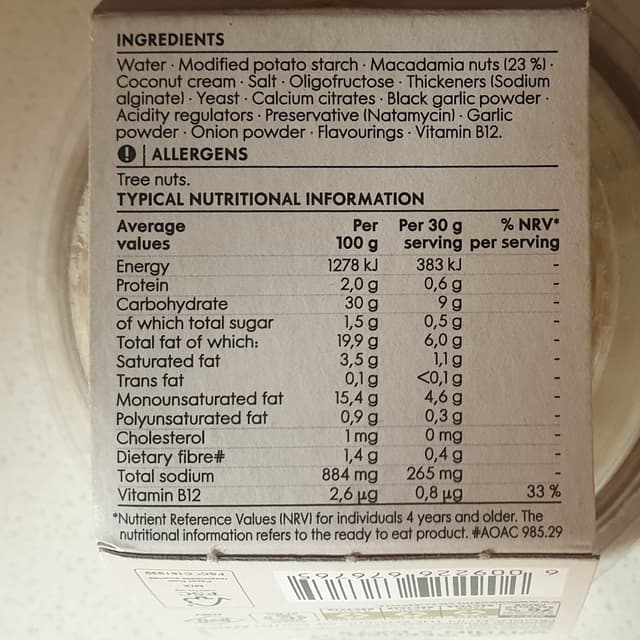 INGREDIENTS
Water · Modified potato starch · Macadamia nuts (23 %) ·
Coconut cream · Salt · Oligofructose · Thickeners (Sodium
alginate) · Yeast · Calcium citrates · Black garlic powder ·
Acidity regulators · Preservative (Natamycin) · Garlic
powder · Onion powder · Flavourings · Vitamin B12.
! | ALLERGENS
Tree nuts.
TYPICAL NUTRITIONAL INFORMATION
Average Per Per 30 g % NRV*
values 100 g serving per serving
Energy 1278 kJ 383 kJ -
Protein 2,0 g 0,6 g -
Carbohydrate 30 g 9 g -
of which total sugar 1,5 g 0,5 g -
Total fat of which: 19,9 g 6,0 g -
Saturated fat 3,5 g 1,1 g -
Trans fat 0,1 g <0,1 g -
Monounsaturated fat 15,4 g 4,6 g -
Polyunsaturated fat 0,9 g 0,3 g -
Cholesterol 1 mg 0 mg -
Dietary fibre# 1,4 g 0,4 g -
Total sodium 884 mg 265 mg -
Vitamin B12 2,6 µg 0,8 µg 33 %
*Nutrient Reference Values (NRV) for individuals 4 years and older. The
nutritional information refers to the ready to eat product. #AOAC 985.29
MIX
FSC